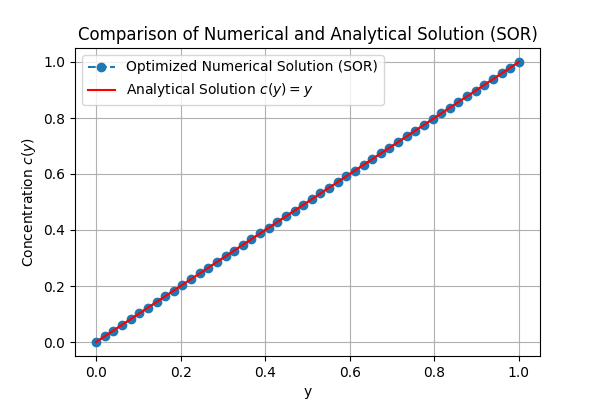 Comparison of Numerical and Analytical Solution (SOR)
Optimized Numerical Solution (SOR)
Analytical Solution c(y) = y
Concentration c(y)
1.0
0.8
0.6
0.4
0.2
0.0
0.0 0.2 0.4 0.6 0.8 1.0
y